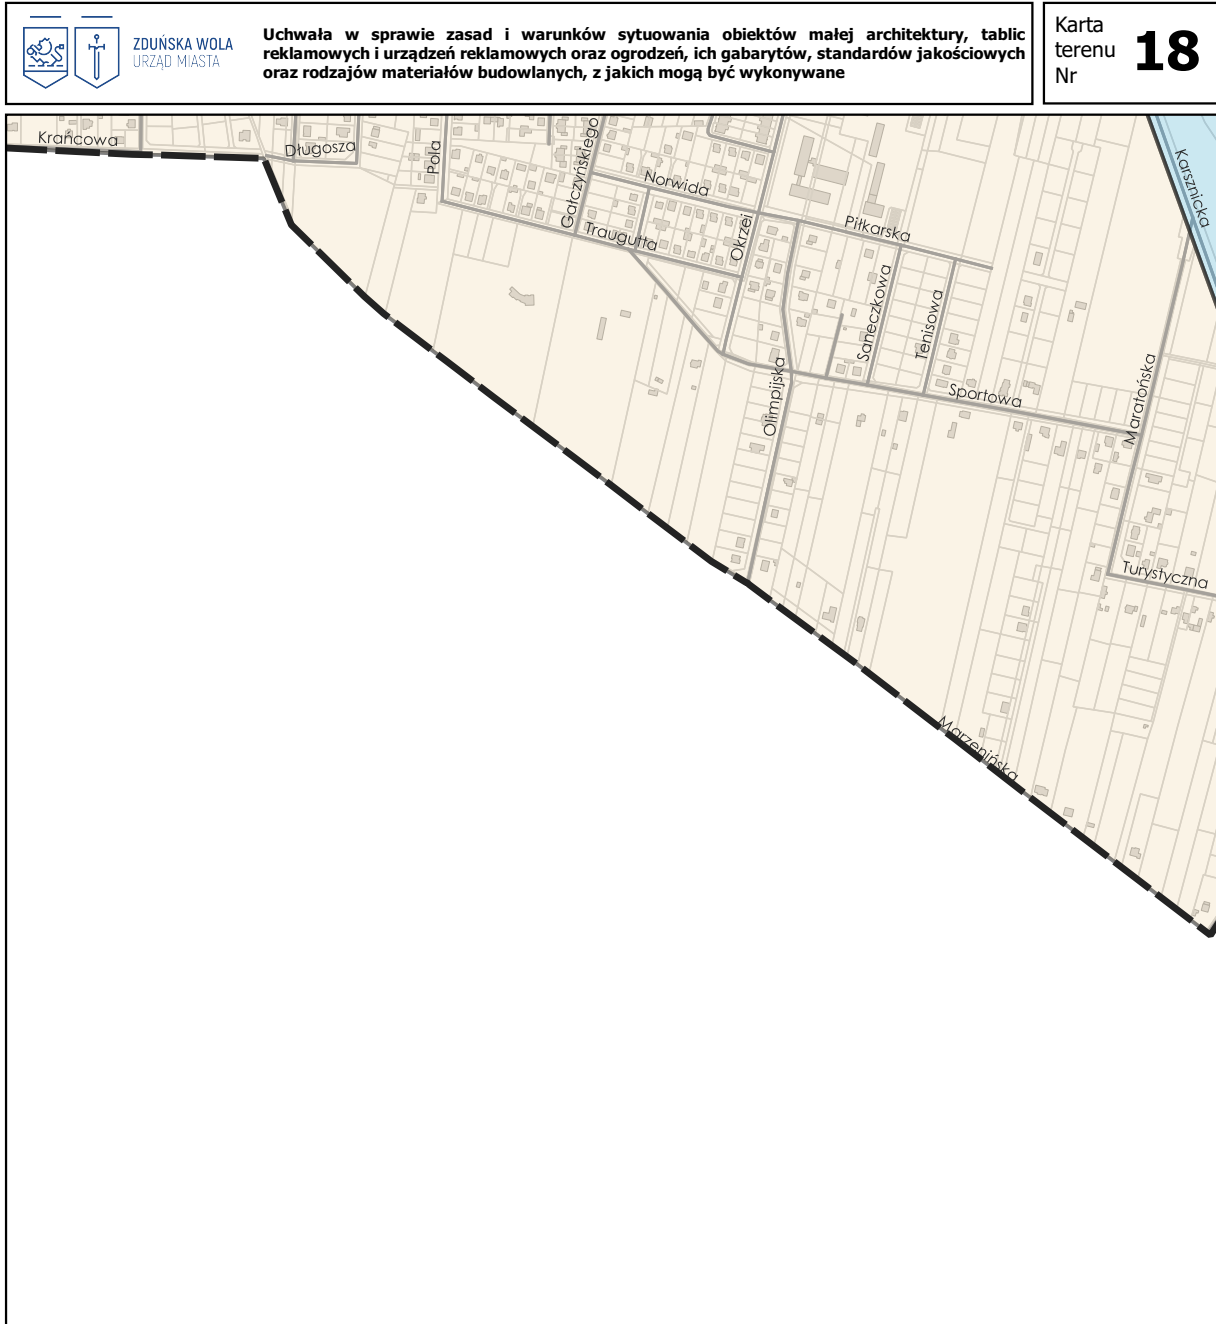 ZDUŃSKA WOLA
URZĄD MIASTA
Uchwała w sprawie zasad i warunków sytuowania obiektów małej architektury, tablic
reklamowych i urządzeń reklamowych oraz ogrodzeń, ich gabarytów, standardów jakościowych
oraz rodzajów materiałów budowlanych, z jakich mogą być wykonywane
Karta
terenu
Nr
18
Krańcowa
Długosza
Pola
Gałczyńskiego
Norwida
Traugutta
Okrzei
Piłkarska
Karsznicka
Saneczkowa
Tenisowa
Olimpijska
Sportowa
Maratońska
Turystyczna
Marzenińska